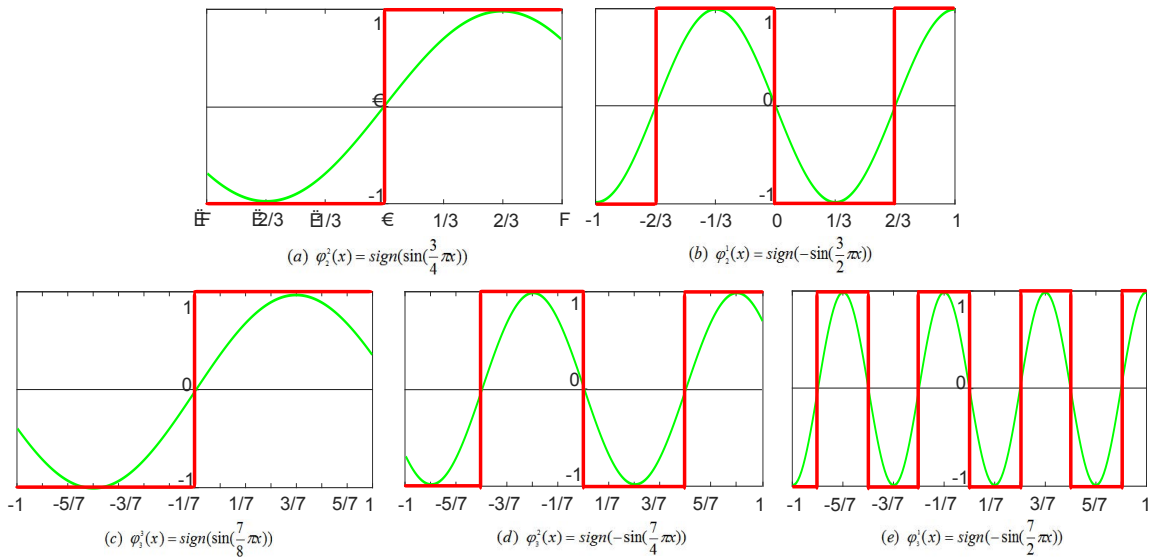 1
€
-1
ËF Ë2/3 Ë1/3 € 1/3 2/3 F
(a) φ₂²(x) = sign(sin(3/4 πx))
1
0
-1
-1 -2/3 -1/3 0 1/3 2/3 1
(b) φ₂¹(x) = sign(−sin(3/2 πx))
1
0
-1
-1 -5/7 -3/7 -1/7 1/7 3/7 5/7 1
(c) φ₃³(x) = sign(sin(7/8 πx))
1
0
-1
-1 -5/7 -3/7 -1/7 1/7 3/7 5/7 1
(d) φ₃²(x) = sign(−sin(7/4 πx))
1
0
-1
-1 -5/7 -3/7 -1/7 1/7 3/7 5/7 1
(e) φ₃¹(x) = sign(−sin(7/2 πx))